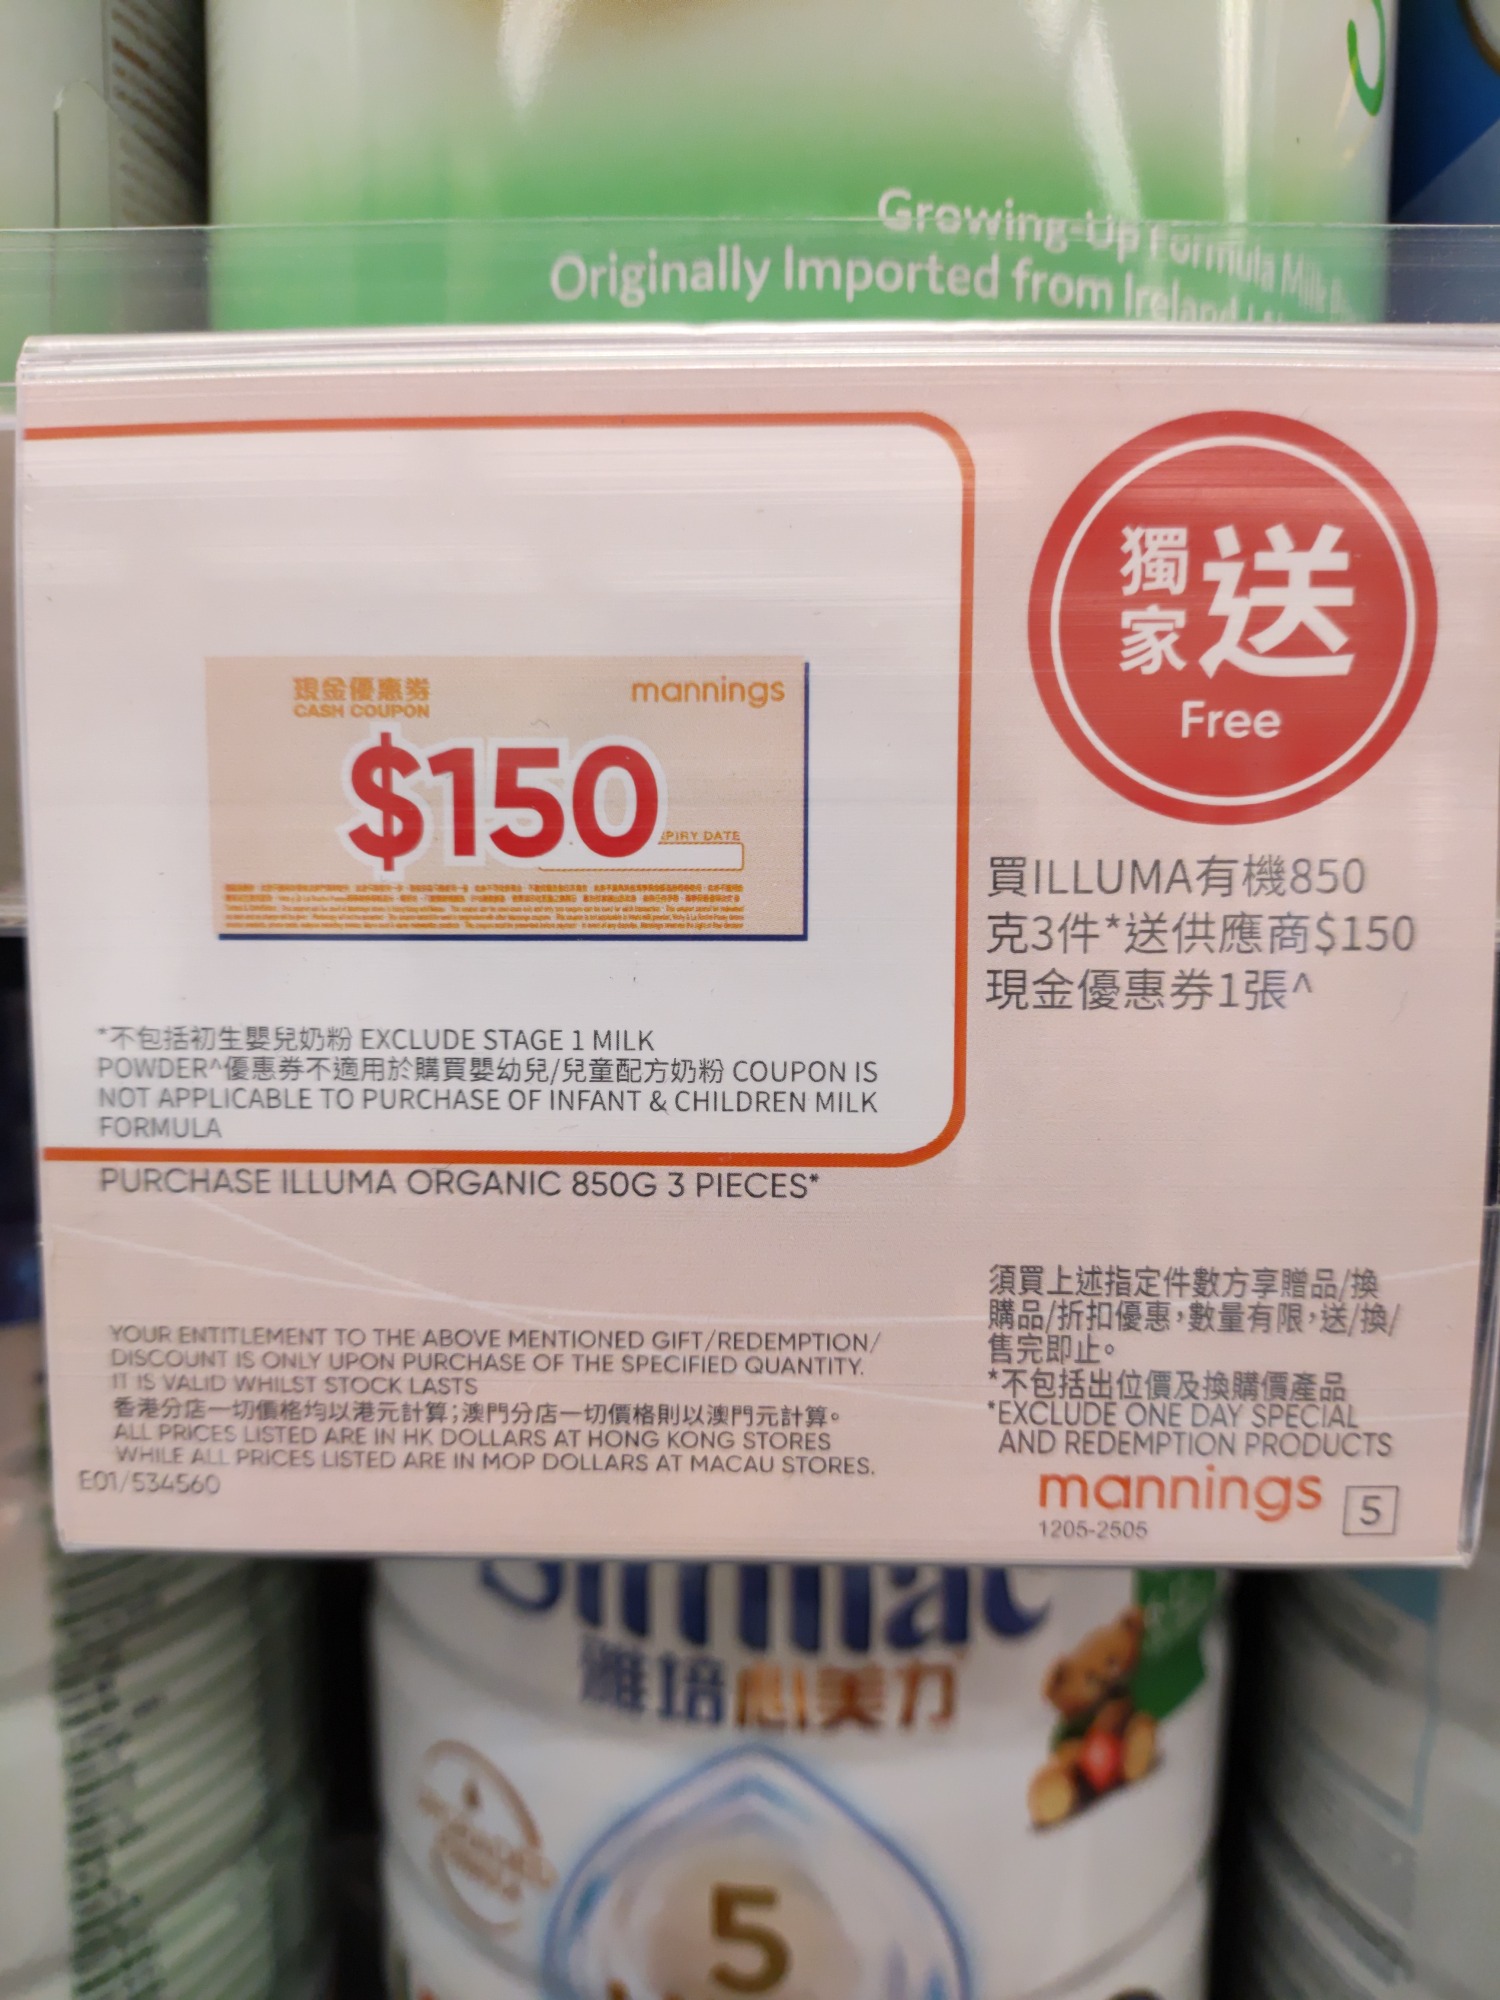 Growing-Up Formula Milk
Originally Imported from Ireland
獨家送
Free
現金優惠券
CASH COUPON
mannings
$150
PIRY DATE
買ILLUMA有機850
克3件*送供應商$150
現金優惠券1張^
*不包括初生嬰兒奶粉 EXCLUDE STAGE 1 MILK
POWDER^優惠券不適用於購買嬰幼兒/兒童配方奶粉 COUPON IS
NOT APPLICABLE TO PURCHASE OF INFANT & CHILDREN MILK
FORMULA
PURCHASE ILLUMA ORGANIC 850G 3 PIECES*
YOUR ENTITLEMENT TO THE ABOVE MENTIONED GIFT/REDEMPTION/
DISCOUNT IS ONLY UPON PURCHASE OF THE SPECIFIED QUANTITY.
IT IS VALID WHILST STOCK LASTS
香港分店一切價格均以港元計算;澳門分店一切價格則以澳門元計算。
ALL PRICES LISTED ARE IN HK DOLLARS AT HONG KONG STORES
WHILE ALL PRICES LISTED ARE IN MOP DOLLARS AT MACAU STORES.
E01/534560
須買上述指定件數方享贈品/換
購品/折扣優惠,數量有限,送/換/
售完即止。
*不包括出位價及換購價產品
*EXCLUDE ONE DAY SPECIAL
AND REDEMPTION PRODUCTS
mannings 5
1205-2505
Similac
雅培心美力
5